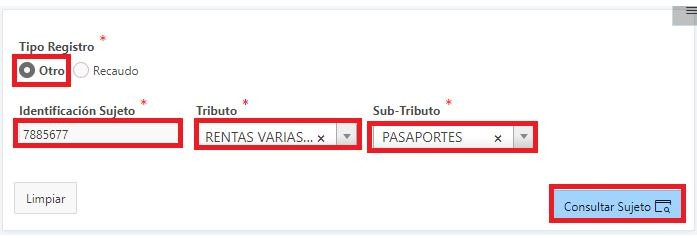 Tipo Registro *
Otro Recaudo
Identificación Sujeto * Tributo * Sub-Tributo *
7885677 RENTAS VARIAS... × PASAPORTES ×
Limpiar Consultar Sujeto